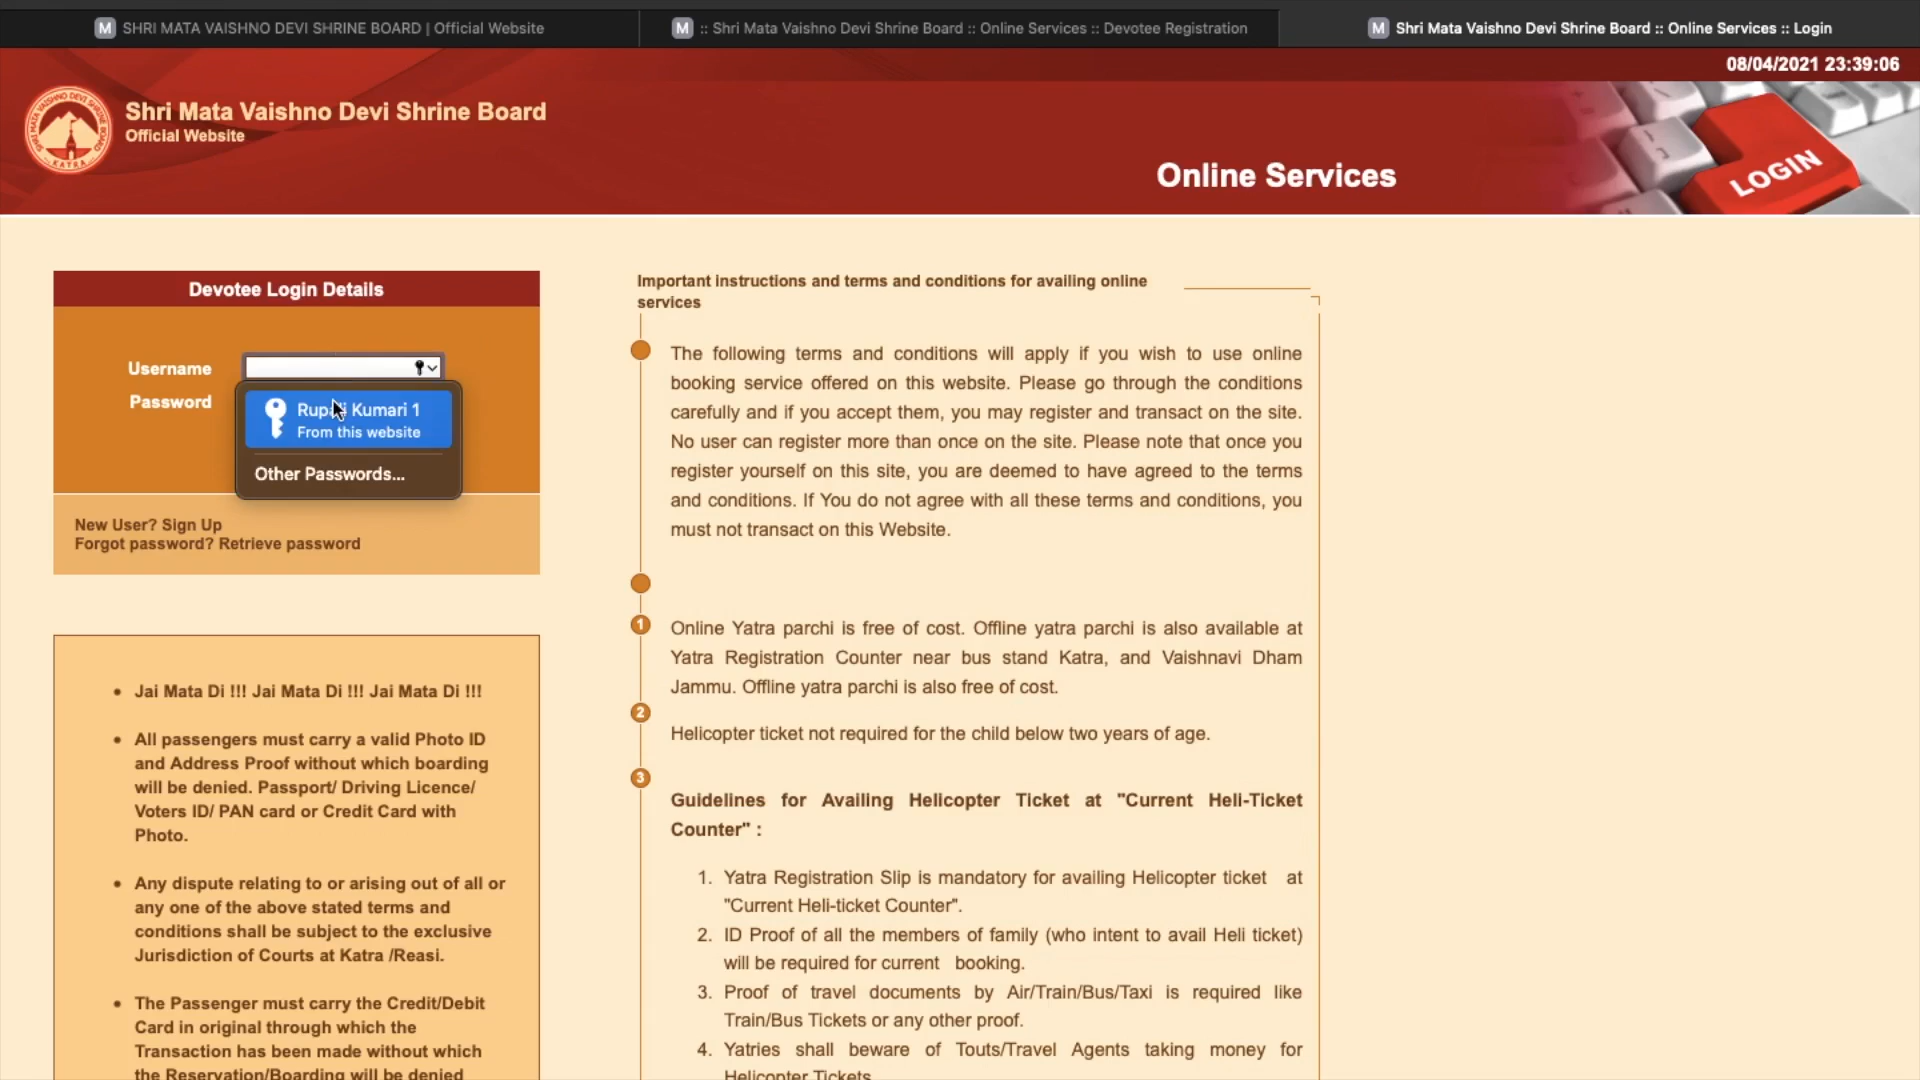 SHRI MATA VAISHNO DEVI SHRINE BOARD | Official Website
:: Shri Mata Vaishno Devi Shrine Board :: Online Services :: Devotee Registration
Shri Mata Vaishno Devi Shrine Board :: Online Services :: Login
08/04/2021 23:39:06
Shri Mata Vaishno Devi Shrine Board
Official Website
Online Services
LOGIN
Devotee Login Details
Username
Password
Kumari 1
From this website
Other Passwords...
New User? Sign Up
Forgot password? Retrieve password
Jai Mata Di !!! Jai Mata Di !!! Jai Mata Di !!!
All passengers must carry a valid Photo ID
and Address Proof without which boarding
will be denied. Passport/ Driving Licence/
Voters ID/ PAN card or Credit Card with
Photo.
Any dispute relating to or arising out of all or
any one of the above stated terms and
conditions shall be subject to the exclusive
Jurisdiction of Courts at Katra /Reasi.
The Passenger must carry the Credit/Debit
Card in original through which the
Transaction has been made without which
the Reservation/Boarding will be denied
Important instructions and terms and conditions for availing online
services
The following terms and conditions will apply if you wish to use online
booking service offered on this website. Please go through the conditions
carefully and if you accept them, you may register and transact on the site.
No user can register more than once on the site. Please note that once you
register yourself on this site, you are deemed to have agreed to the terms
and conditions. If You do not agree with all these terms and conditions, you
must not transact on this Website.
1 Online Yatra parchi is free of cost. Offline yatra parchi is also available at
Yatra Registration Counter near bus stand Katra, and Vaishnavi Dham
Jammu. Offline yatra parchi is also free of cost.
2 Helicopter ticket not required for the child below two years of age.
3 Guidelines for Availing Helicopter Ticket at "Current Heli-Ticket
Counter" :
1. Yatra Registration Slip is mandatory for availing Helicopter ticket at
"Current Heli-ticket Counter".
2. ID Proof of all the members of family (who intent to avail Heli ticket)
will be required for current booking.
3. Proof of travel documents by Air/Train/Bus/Taxi is required like
Train/Bus Tickets or any other proof.
4. Yatries shall beware of Touts/Travel Agents taking money for
Helicopter Tickets